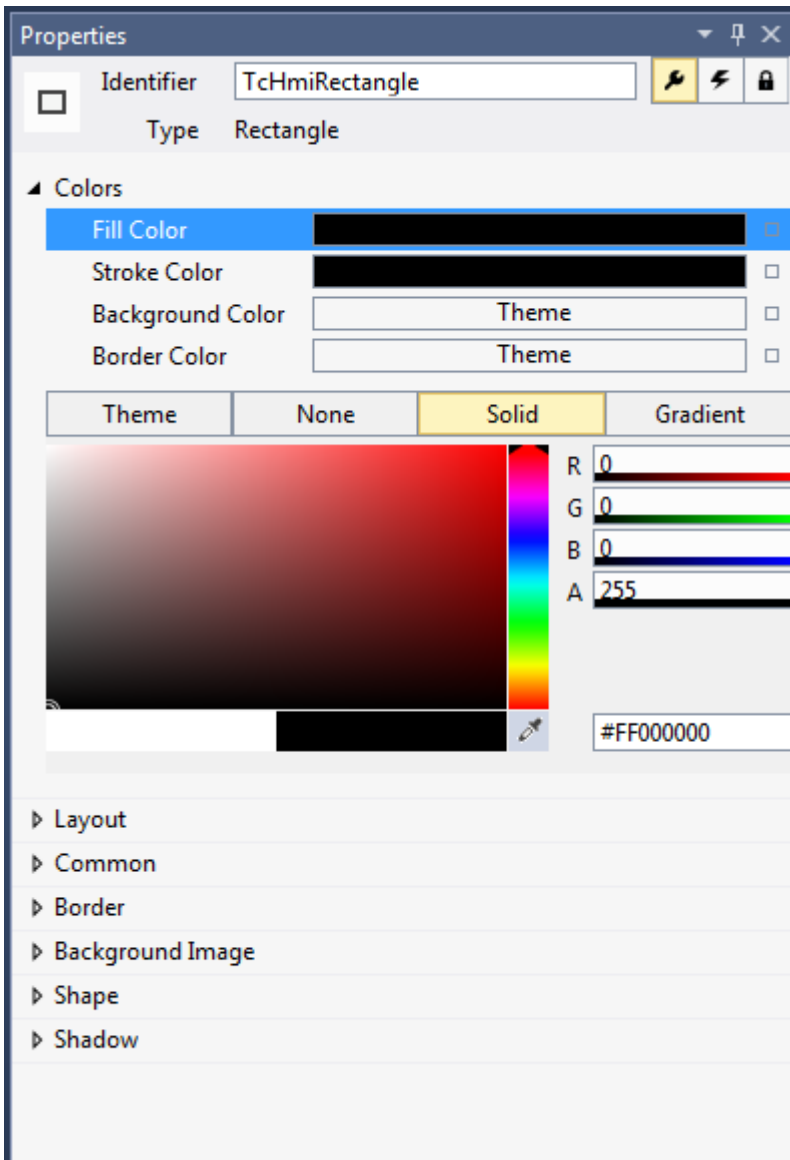 Properties
Identifier TcHmiRectangle
Type Rectangle
Colors
Fill Color
Stroke Color
Background Color Theme
Border Color Theme
Theme None Solid Gradient
R 0
G 0
B 0
A 255
#FF000000
Layout
Common
Border
Background Image
Shape
Shadow